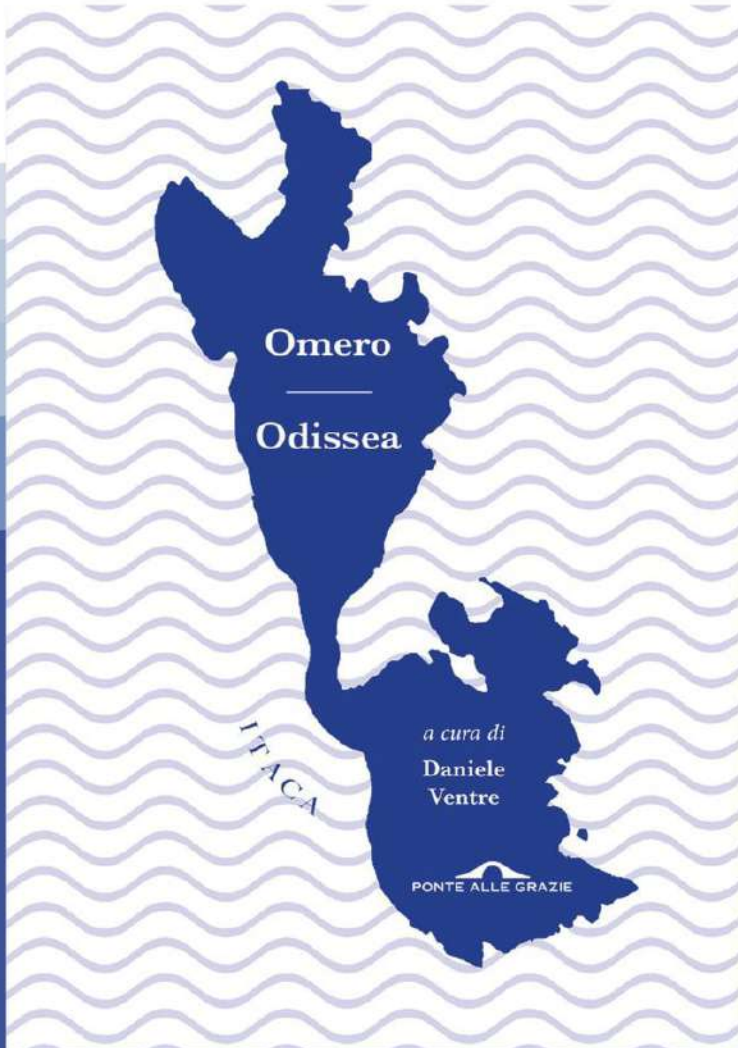 Omero
Odissea
ITACA
a cura di
Daniele
Ventre
PONTE ALLE GRAZIE